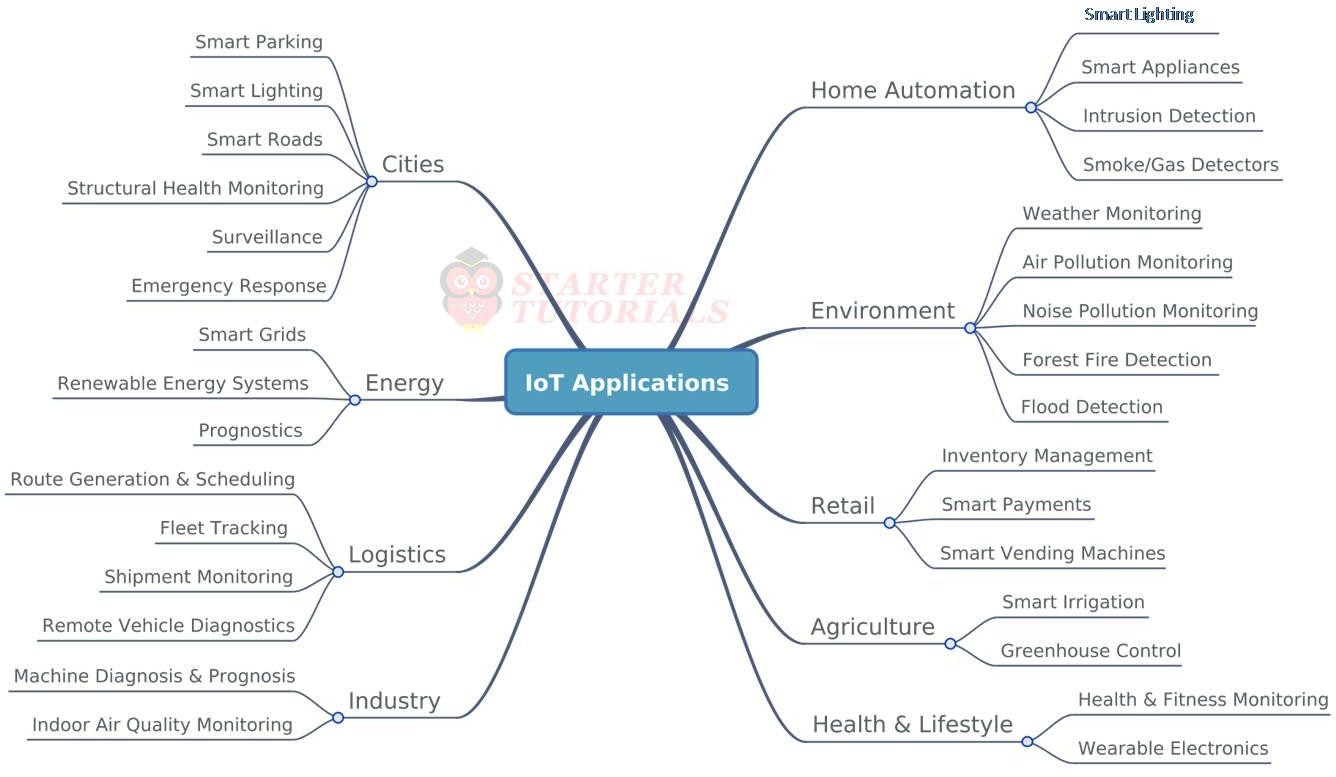 Smart Parking
Smart Lighting
Smart Roads
Structural Health Monitoring
Surveillance
Emergency Response
Cities
Smart Grids
Renewable Energy Systems
Prognostics
Energy
Route Generation & Scheduling
Fleet Tracking
Shipment Monitoring
Remote Vehicle Diagnostics
Logistics
Machine Diagnosis & Prognosis
Indoor Air Quality Monitoring
Industry
STARTER
TUTORIALS
IoT Applications
Home Automation
Smart Lighting
Smart Appliances
Intrusion Detection
Smoke/Gas Detectors
Environment
Weather Monitoring
Air Pollution Monitoring
Noise Pollution Monitoring
Forest Fire Detection
Flood Detection
Retail
Inventory Management
Smart Payments
Smart Vending Machines
Agriculture
Smart Irrigation
Greenhouse Control
Health & Lifestyle
Health & Fitness Monitoring
Wearable Electronics